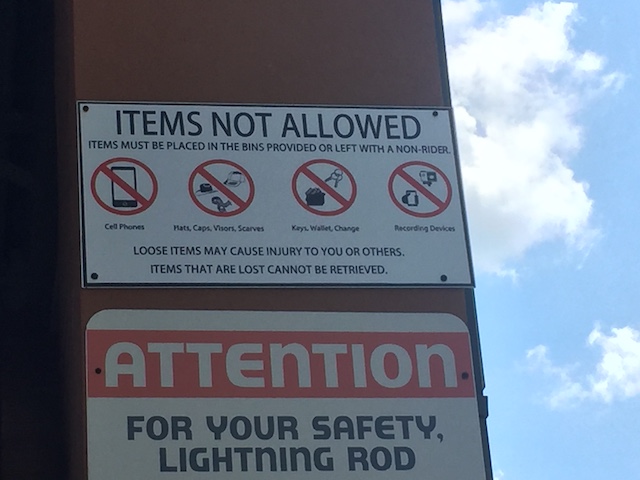 ITEMS NOT ALLOWED
ITEMS MUST BE PLACED IN THE BINS PROVIDED OR LEFT WITH A NON-RIDER.
Cell Phones
Hats, Caps, Visors, Scarves
Keys, Wallet, Change
Recording Devices
LOOSE ITEMS MAY CAUSE INJURY TO YOU OR OTHERS.
ITEMS THAT ARE LOST CANNOT BE RETRIEVED.
ATTENTION
FOR YOUR SAFETY,
LIGHTNING ROD